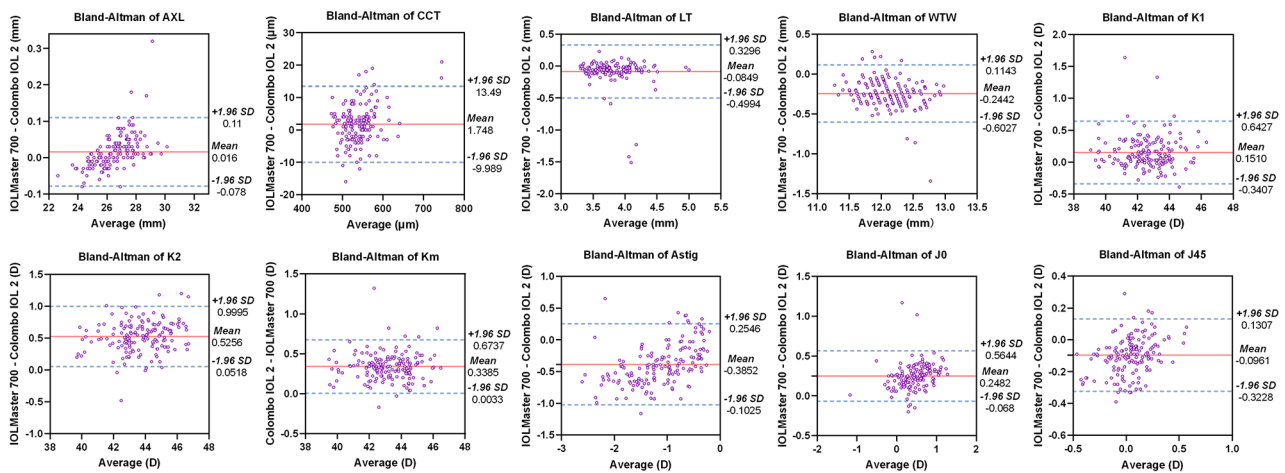 Bland-Altman of AXL
IOLMaster 700 - Colombo IOL 2 (mm)
0.3
0.2
0.1
0.0
-0.1
22 24 26 28 30 32
Average (mm)
+1.96 SD
0.11
Mean
0.016
-1.96 SD
-0.078
Bland-Altman of CCT
IOLMaster 700 - Colombo IOL 2 (μm)
30
20
10
0
-10
-20
400 500 600 700 800
Average (μm)
+1.96 SD
13.49
Mean
1.748
-1.96 SD
-9.989
Bland-Altman of LT
IOLMaster 700 - Colombo IOL 2 (mm)
0.5
0.0
-0.5
-1.0
-1.5
-2.0
3.0 3.5 4.0 4.5 5.0 5.5
Average (mm)
+1.96 SD
0.3296
Mean
-0.0849
-1.96 SD
-0.4994
Bland-Altman of WTW
IOLMaster 700 - Colombo IOL 2 (mm)
0.5
0.0
-0.5
-1.0
-1.5
11.0 11.5 12.0 12.5 13.0 13.5
Average (mm)
+1.96 SD
0.1143
Mean
-0.2442
-1.96 SD
-0.6027
Bland-Altman of K1
IOLMaster 700 - Colombo IOL 2 (D)
2.0
1.5
1.0
0.5
0.0
-0.5
38 40 42 44 46 48
Average (D)
+1.96 SD
0.6427
Mean
0.1510
-1.96 SD
-0.3407
Bland-Altman of K2
IOLMaster 700 - Colombo IOL 2 (D)
1.5
1.0
0.5
0.0
-0.5
-1.0
38 40 42 44 46 48
Average (D)
+1.96 SD
0.9995
Mean
0.5256
-1.96 SD
0.0518
Bland-Altman of Km
Colombo IOL 2 - IOLMaster 700 (D)
1.5
1.0
0.5
0.0
-0.5
38 40 42 44 46 48
Average (D)
+1.96 SD
0.6737
Mean
0.3385
-1.96 SD
0.0033
Bland-Altman of Astig
IOLMaster 700 - Colombo IOL 2 (D)
1.0
0.5
0.0
-0.5
-1.0
-1.5
-3 -2 -1 0
Average (D)
+1.96 SD
0.2546
Mean
-0.3852
-1.96 SD
-0.1025
Bland-Altman of J0
IOLMaster 700 - Colombo IOL 2 (D)
1.5
1.0
0.5
0.0
-0.5
-2 -1 0 1 2
Average (D)
+1.96 SD
0.5644
Mean
0.2482
-1.96 SD
-0.068
Bland-Altman of J45
IOLMaster 700 - Colombo IOL 2 (D)
0.4
0.2
0.0
-0.2
-0.4
-0.6
-0.5 0.0 0.5 1.0
Average (D)
+1.96 SD
0.1307
Mean
-0.0961
-1.96 SD
-0.3228